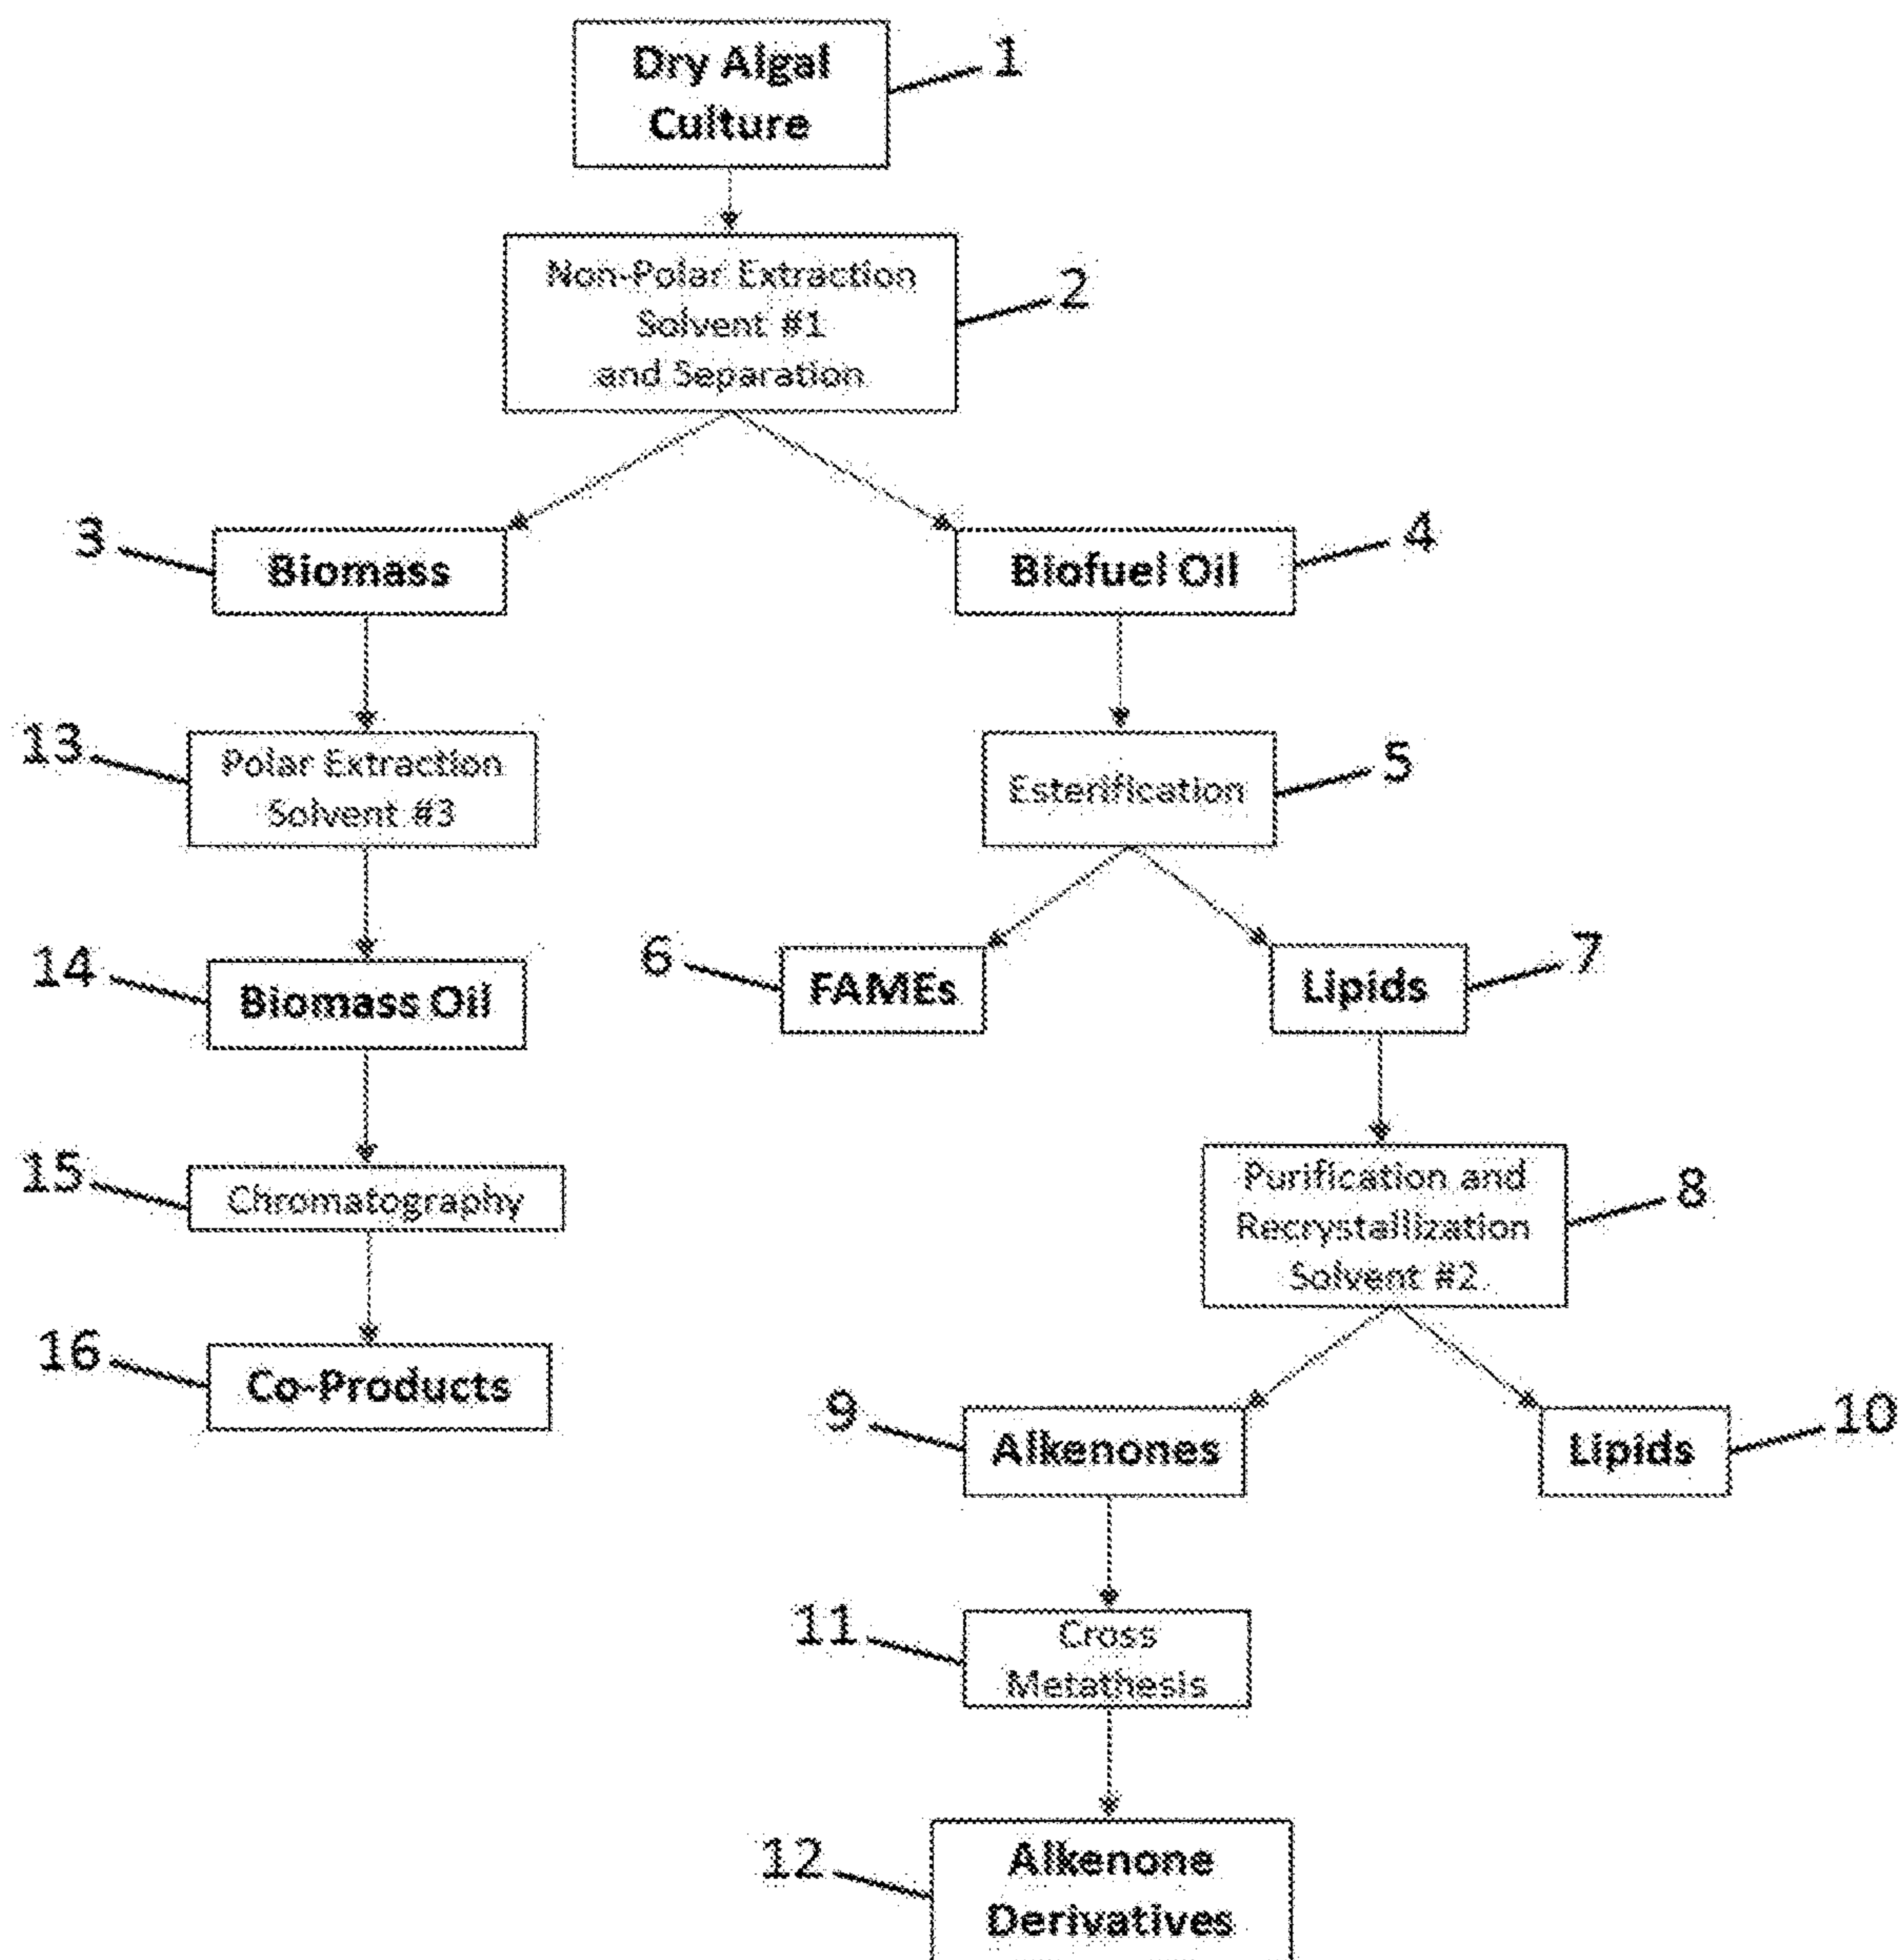 Dry Algal
Culture
1
Non-Polar Extraction
Solvent #1
and Separation
2
3
Biomass
Biofuel Oil
4
13
Polar Extraction
Solvent #3
Esterification
5
14
Biomass Oil
6
FAMEs
Lipids
7
15
Chromatography
Purification and
Recrystallization
Solvent #2
8
16
Co-Products
9
Alkenones
Lipids
10
11
Cross
Metathesis
12
Alkenone
Derivatives